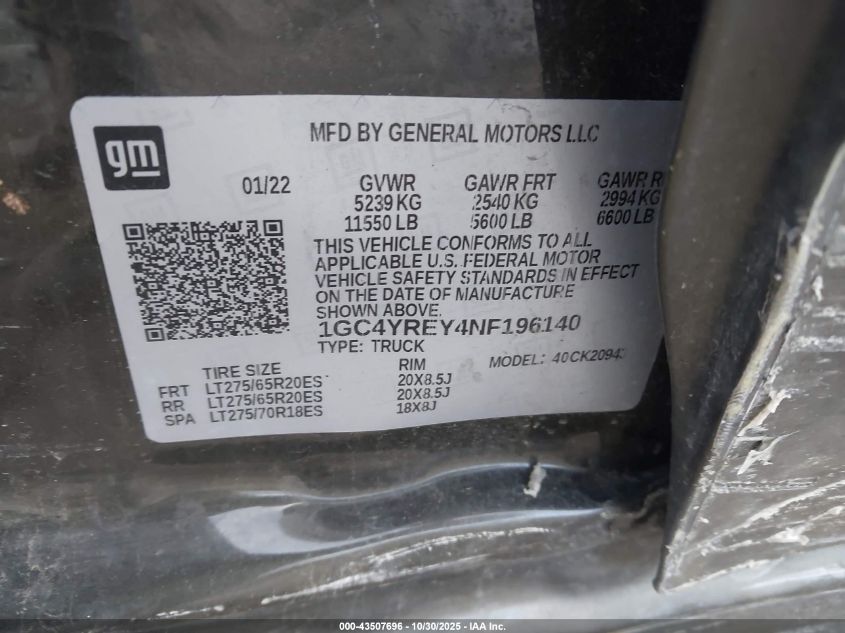 gm
MFD BY GENERAL MOTORS LLC
01/22 GVWR GAWR FRT GAWR R
5239 KG 2540 KG 2994 KG
11550 LB 5600 LB 6600 LB
THIS VEHICLE CONFORMS TO ALL
APPLICABLE U.S. FEDERAL MOTOR
VEHICLE SAFETY STANDARDS IN EFFECT
ON THE DATE OF MANUFACTURE
SHOWN ABOVE.
1GC4YREY4NF196140
TYPE: TRUCK MODEL: 40CK2094
TIRE SIZE RIM
FRT LT275/65R20ES 20X8.5J
RR LT275/65R20ES 20X8.5J
SPA LT275/70R18ES 18X8J
000-43507696 - 10/30/2025 - IAA Inc.